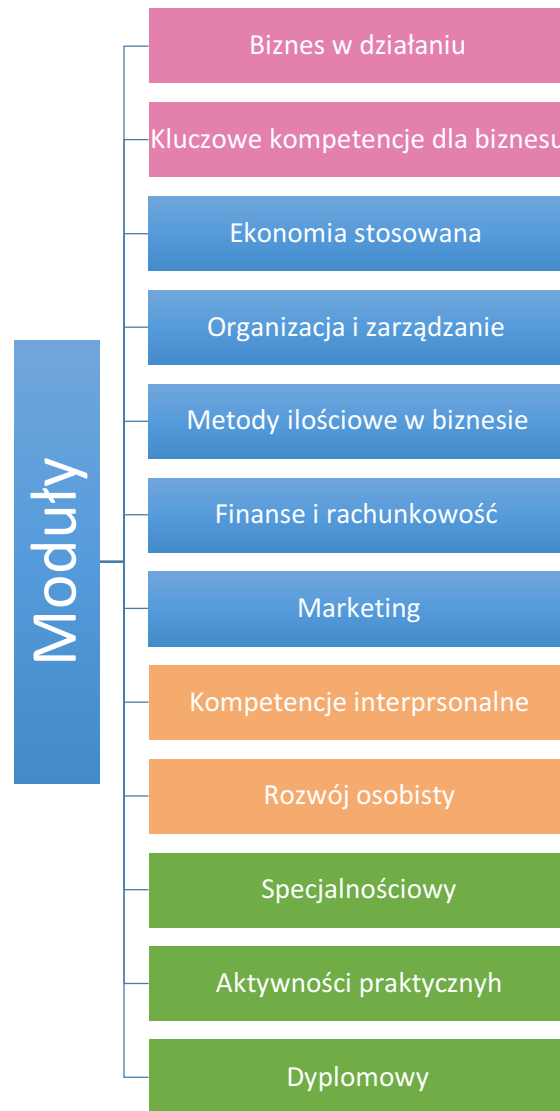 Moduły
Biznes w działaniu
Kluczowe kompetencje dla biznesu
Ekonomia stosowana
Organizacja i zarządzanie
Metody ilościowe w biznesie
Finanse i rachunkowość
Marketing
Kompetencje interprsonalne
Rozwój osobisty
Specjalnościowy
Aktywności praktycznyh
Dyplomowy